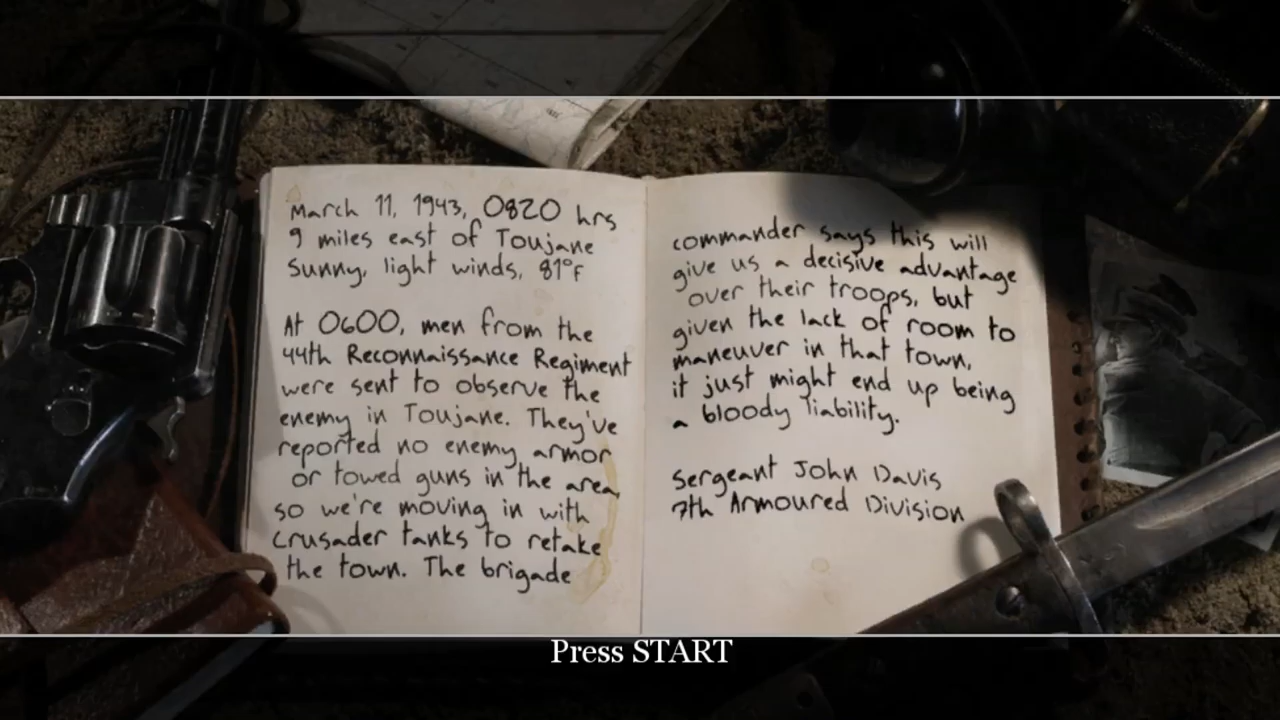 March 11, 1943, 0820 hrs
9 miles east of Toujane
Sunny, light winds, 81°F
At 0600, men from the
44th Reconnaissance Regiment
were sent to observe the
enemy in Toujane. They've
reported no enemy armor
or towed guns in the area,
so we're moving in with
Crusader tanks to retake
the town. The brigade
commander says this will
give us a decisive advantage
over their troops, but
given the lack of room to
maneuver in that town,
it just might end up being
a bloody liability.
Sergeant John Davis
7th Armoured Division
Press START